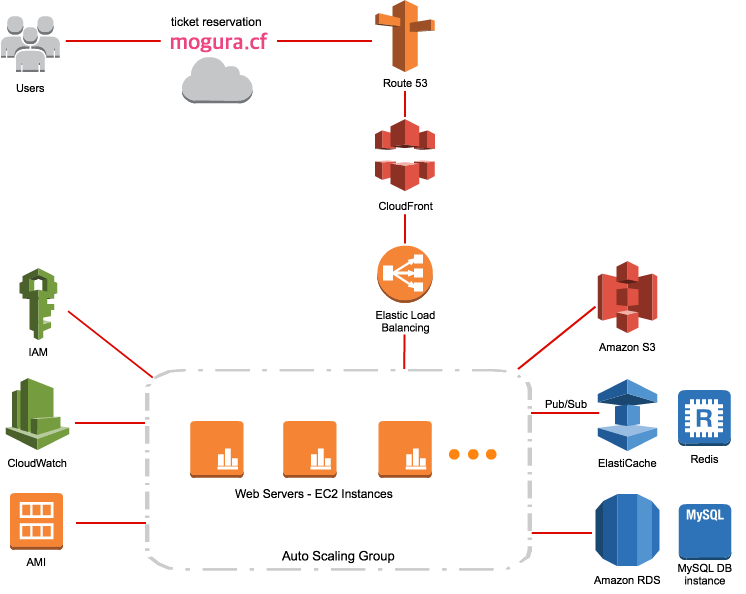 ticket reservation
mogura.cf
Users
Route 53
CloudFront
Elastic Load
Balancing
IAM
Amazon S3
Pub/Sub
CloudWatch
ElastiCache
R
Redis
Web Servers - EC2 Instances
MySQL
Auto Scaling Group
AMI
Amazon RDS
MySQL DB
instance